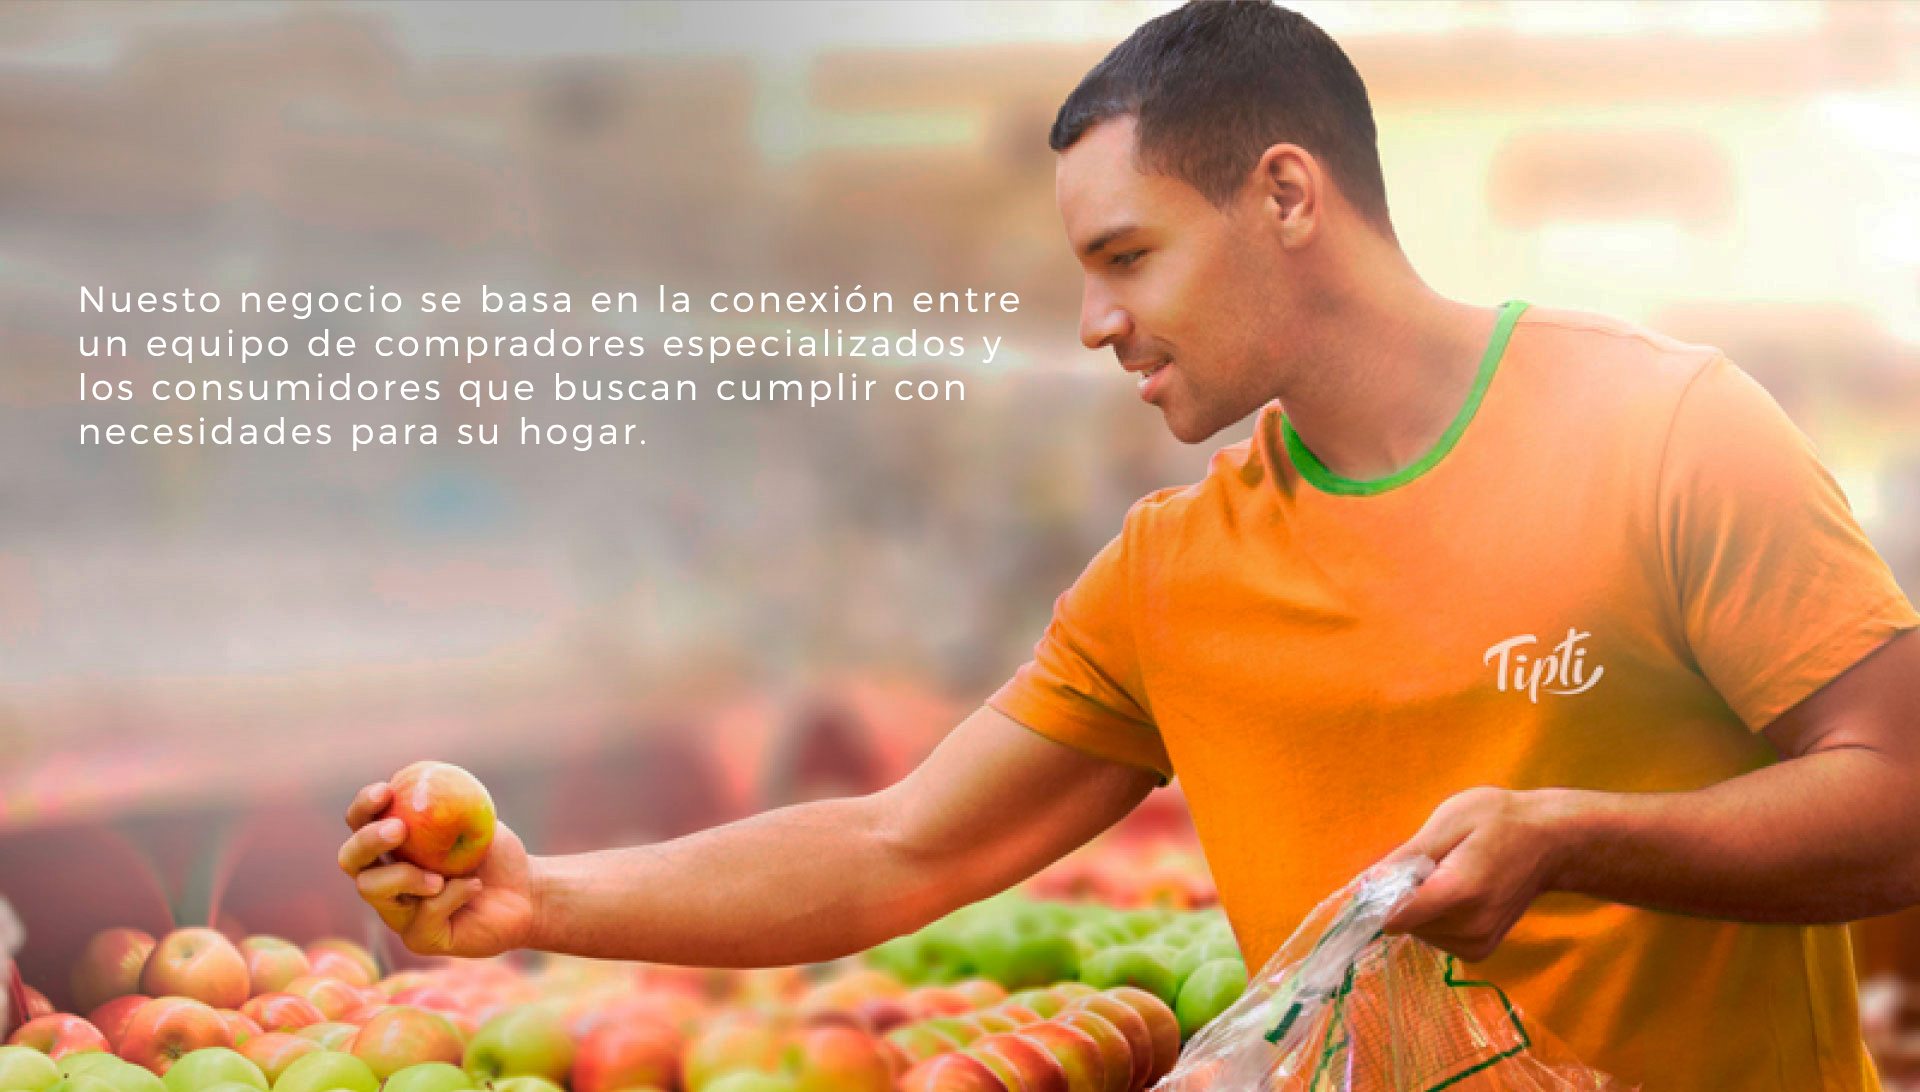 Nuesto negocio se basa en la conexión entre
un equipo de compradores especializados y
los consumidores que buscan cumplir con
necesidades para su hogar.
Tipti